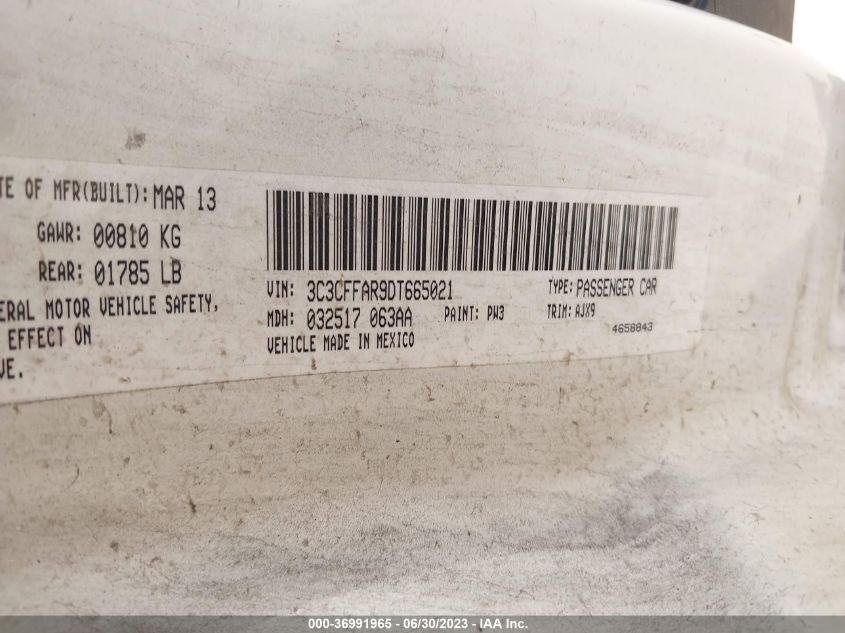 TE OF MFR(BUILT): MAR 13
GAWR: 00810 KG
REAR: 01785 LB
ERAL MOTOR VEHICLE SAFETY,
EFFECT ON
VE.
VIN: 3C3CFFAR9DT665021 TYPE: PASSENGER CAR
MDH: 032517 063AA PAINT: PW3 TRIM: AJX9
VEHICLE MADE IN MEXICO 4658843
000-36991965 - 06/30/2023 - IAA Inc.